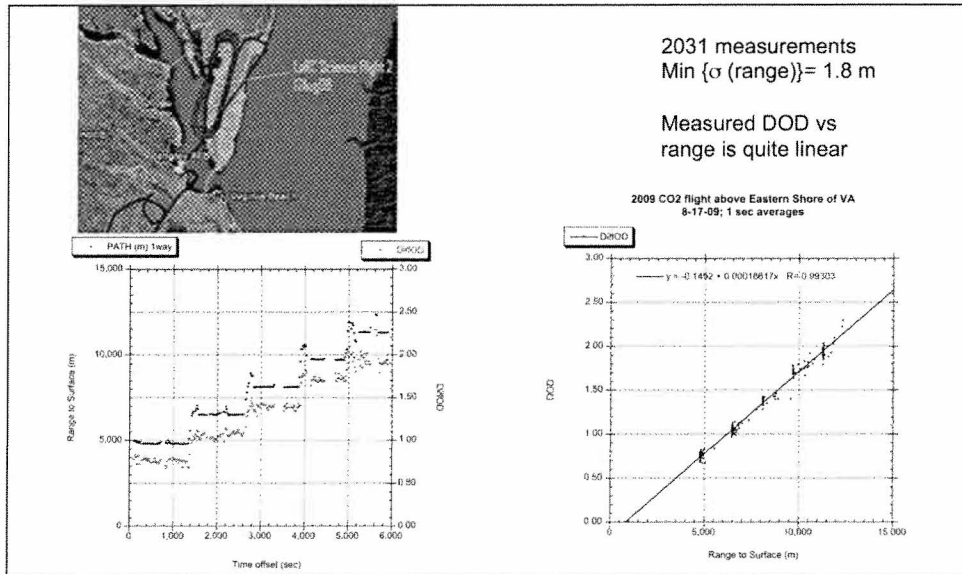 2031 measurements
Min {σ (range)}= 1.8 m
Measured DOD vs
range is quite linear
2009 CO2 flight above Eastern Shore of VA
8-17-09; 1 sec averages
PATH (m) 1way
15,000
10,000
5,000
0
Range to Surface (m)
3.00
2.50
2.00
1.50
1.00
0.00
0
1,000
2,000
3,000
4,000
5,000
6,000
Time offset (sec)
3.00
2.50
2.00
1.50
1.00
0.50
0.00
DOD
0
5,000
10,000
15,000
Range to Surface (m)